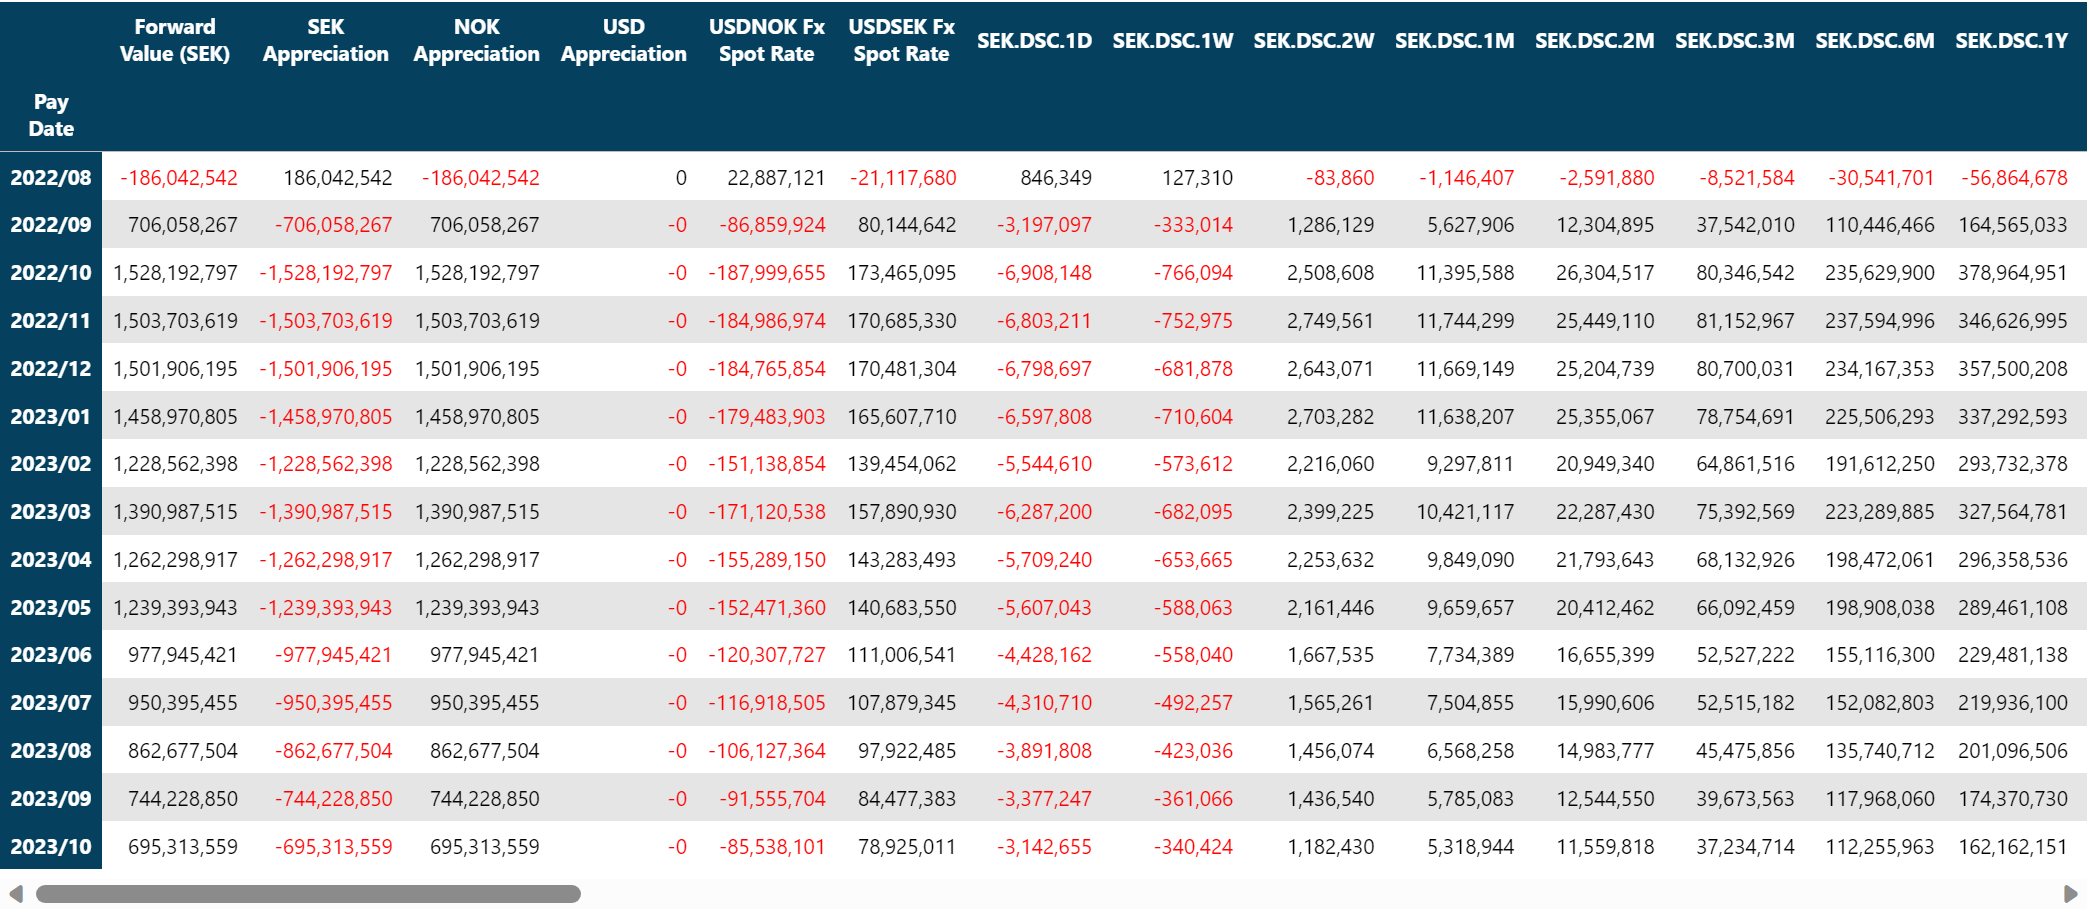 Forward Value (SEK) SEK Appreciation NOK Appreciation USD Appreciation USDNOK Fx Spot Rate USDSEK Fx Spot Rate SEK.DSC.1D SEK.DSC.1W SEK.DSC.2W SEK.DSC.1M SEK.DSC.2M SEK.DSC.3M SEK.DSC.6M SEK.DSC.1Y
Pay Date
2022/08 -186,042,542 186,042,542 -186,042,542 0 22,887,121 -21,117,680 846,349 127,310 -83,860 -1,146,407 -2,591,880 -8,521,584 -30,541,701 -56,864,678
2022/09 706,058,267 -706,058,267 706,058,267 -0 -86,859,924 80,144,642 -3,197,097 -333,014 1,286,129 5,627,906 12,304,895 37,542,010 110,446,466 164,565,033
2022/10 1,528,192,797 -1,528,192,797 1,528,192,797 -0 -187,999,655 173,465,095 -6,908,148 -766,094 2,508,608 11,395,588 26,304,517 80,346,542 235,629,900 378,964,951
2022/11 1,503,703,619 -1,503,703,619 1,503,703,619 -0 -184,986,974 170,685,330 -6,803,211 -752,975 2,749,561 11,744,299 25,449,110 81,152,967 237,594,996 346,626,995
2022/12 1,501,906,195 -1,501,906,195 1,501,906,195 -0 -184,765,854 170,481,304 -6,798,697 -681,878 2,643,071 11,669,149 25,204,739 80,700,031 234,167,353 357,500,208
2023/01 1,458,970,805 -1,458,970,805 1,458,970,805 -0 -179,483,903 165,607,710 -6,597,808 -710,604 2,703,282 11,638,207 25,355,067 78,754,691 225,506,293 337,292,593
2023/02 1,228,562,398 -1,228,562,398 1,228,562,398 -0 -151,138,854 139,454,062 -5,544,610 -573,612 2,216,060 9,297,811 20,949,340 64,861,516 191,612,250 293,732,378
2023/03 1,390,987,515 -1,390,987,515 1,390,987,515 -0 -171,120,538 157,890,930 -6,287,200 -682,095 2,399,225 10,421,117 22,287,430 75,392,569 223,289,885 327,564,781
2023/04 1,262,298,917 -1,262,298,917 1,262,298,917 -0 -155,289,150 143,283,493 -5,709,240 -653,665 2,253,632 9,849,090 21,793,643 68,132,926 198,472,061 296,358,536
2023/05 1,239,393,943 -1,239,393,943 1,239,393,943 -0 -152,471,360 140,683,550 -5,607,043 -588,063 2,161,446 9,659,657 20,412,462 66,092,459 198,908,038 289,461,108
2023/06 977,945,421 -977,945,421 977,945,421 -0 -120,307,727 111,006,541 -4,428,162 -558,040 1,667,535 7,734,389 16,655,399 52,527,222 155,116,300 229,481,138
2023/07 950,395,455 -950,395,455 950,395,455 -0 -116,918,505 107,879,345 -4,310,710 -492,257 1,565,261 7,504,855 15,990,606 52,515,182 152,082,803 219,936,100
2023/08 862,677,504 -862,677,504 862,677,504 -0 -106,127,364 97,922,485 -3,891,808 -423,036 1,456,074 6,568,258 14,983,777 45,475,856 135,740,712 201,096,506
2023/09 744,228,850 -744,228,850 744,228,850 -0 -91,555,704 84,477,383 -3,377,247 -361,066 1,436,540 5,785,083 12,544,550 39,673,563 117,968,060 174,370,730
2023/10 695,313,559 -695,313,559 695,313,559 -0 -85,538,101 78,925,011 -3,142,655 -340,424 1,182,430 5,318,944 11,559,818 37,234,714 112,255,963 162,162,151